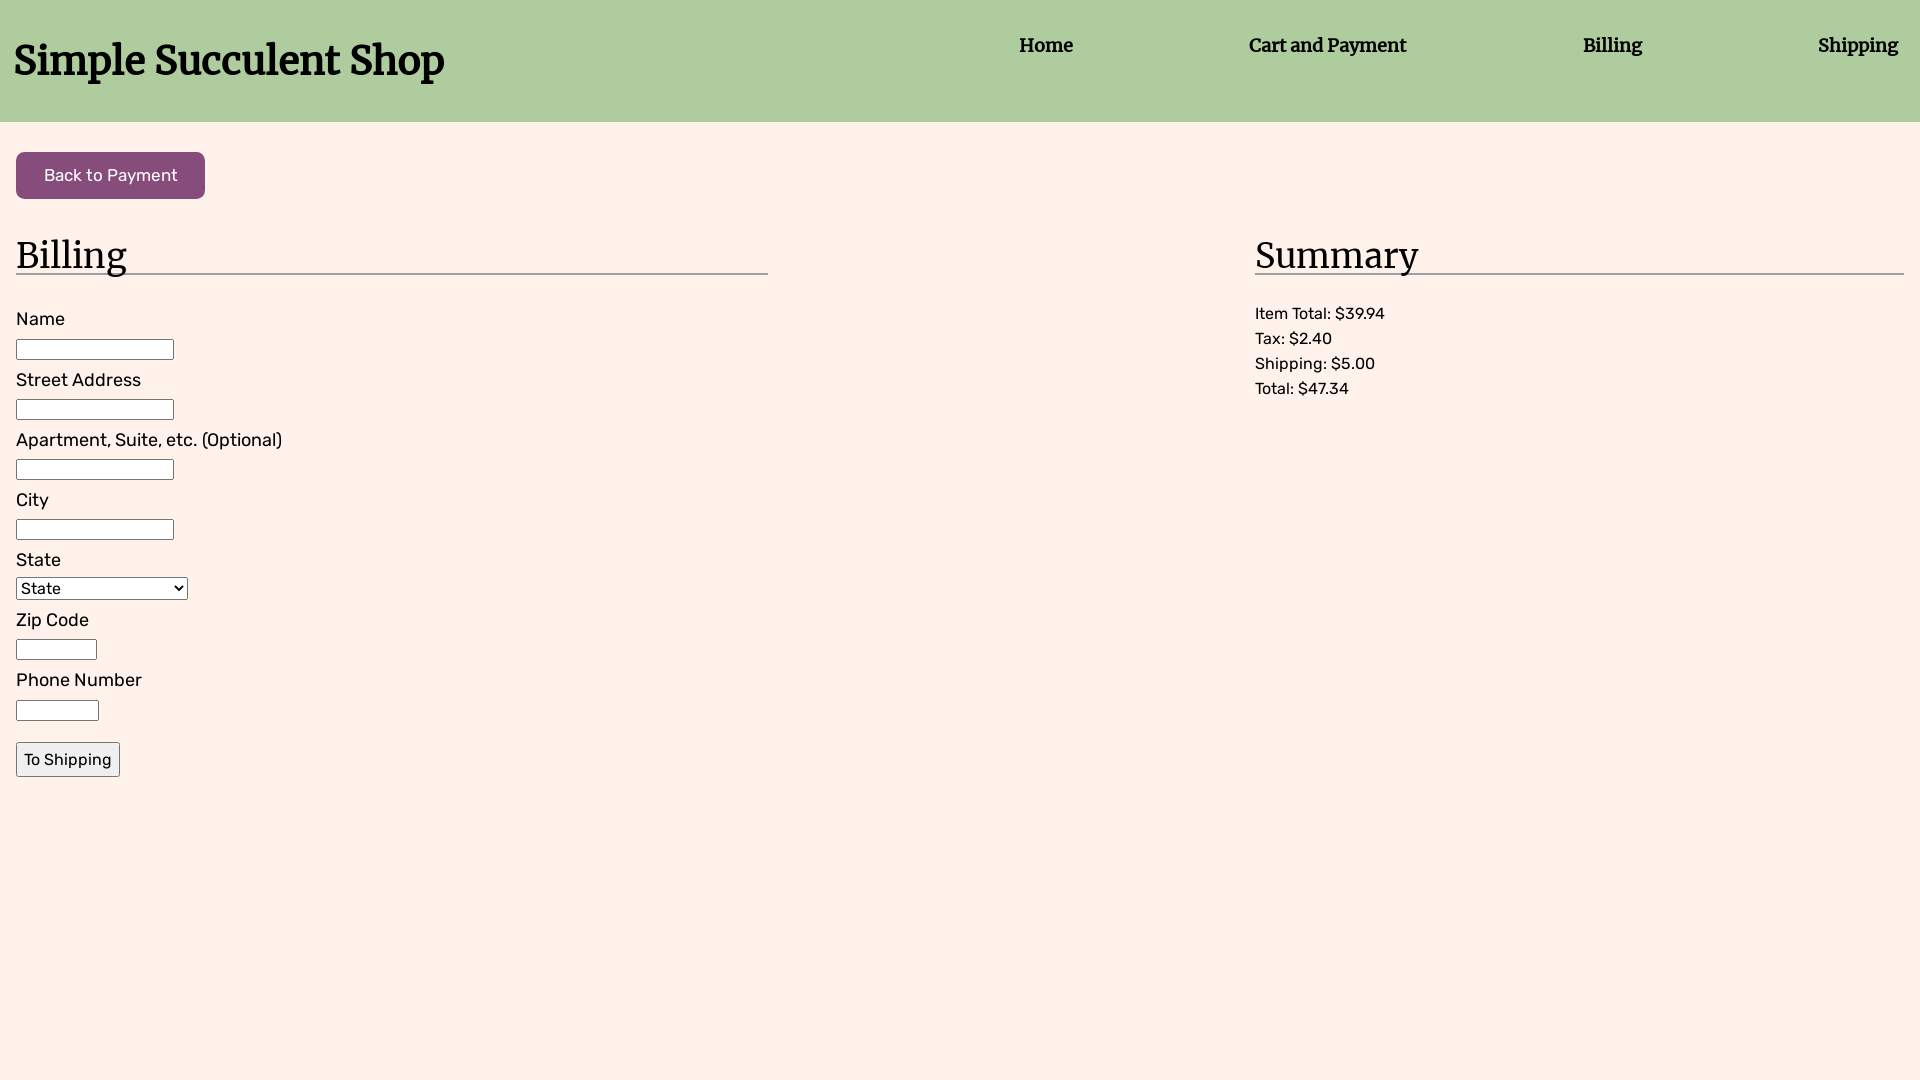 Simple Succulent Shop
Home
Cart and Payment
Billing
Shipping
Back to Payment
Billing
Name
Street Address
Apartment, Suite, etc. (Optional)
City
State
State
Zip Code
Phone Number
To Shipping
Summary
Item Total: $39.94
Tax: $2.40
Shipping: $5.00
Total: $47.34